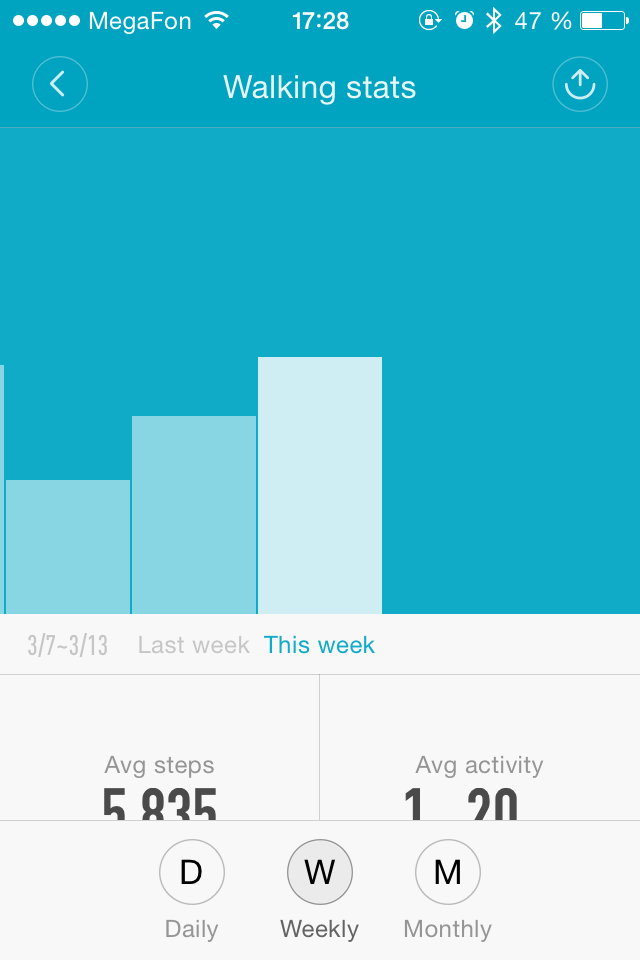 MegaFon 17:28 47 %
Walking stats
3/7~3/13 Last week This week
Avg steps Avg activity
5,835 1 20
D W M
Daily Weekly Monthly